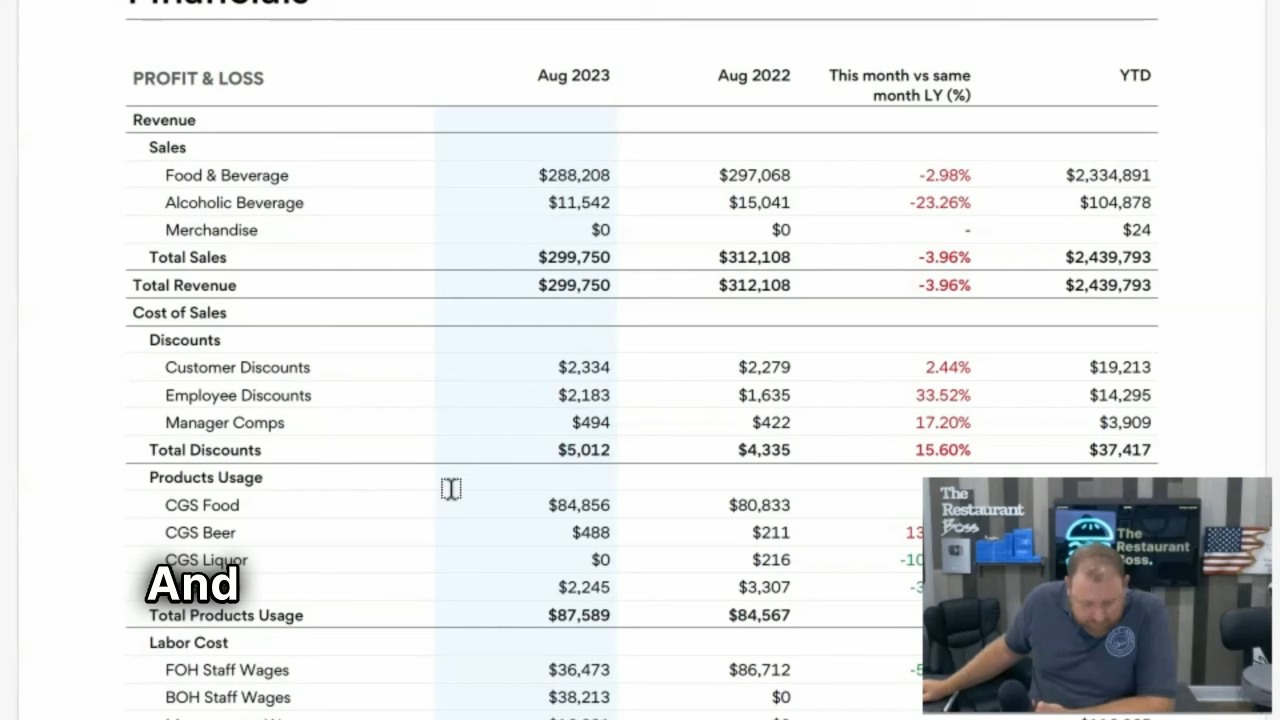 PROFIT & LOSS Aug 2023 Aug 2022 This month vs same month LY (%) YTD
Revenue
Sales
Food & Beverage $288,208 $297,068 -2.98% $2,334,891
Alcoholic Beverage $11,542 $15,041 -23.26% $104,878
Merchandise $0 $0 - $24
Total Sales $299,750 $312,108 -3.96% $2,439,793
Total Revenue $299,750 $312,108 -3.96% $2,439,793
Cost of Sales
Discounts
Customer Discounts $2,334 $2,279 2.44% $19,213
Employee Discounts $2,183 $1,635 33.52% $14,295
Manager Comps $494 $422 17.20% $3,909
Total Discounts $5,012 $4,335 15.60% $37,417
Products Usage
CGS Food $84,856 $80,833
CGS Beer $488 $211
CGS Liquor $0 $216
$2,245 $3,307
Total Products Usage $87,589 $84,567
Labor Cost
FOH Staff Wages $36,473 $86,712
BOH Staff Wages $38,213 $0
And
The
Restaurant
Boss
The
Restaurant
Boss.